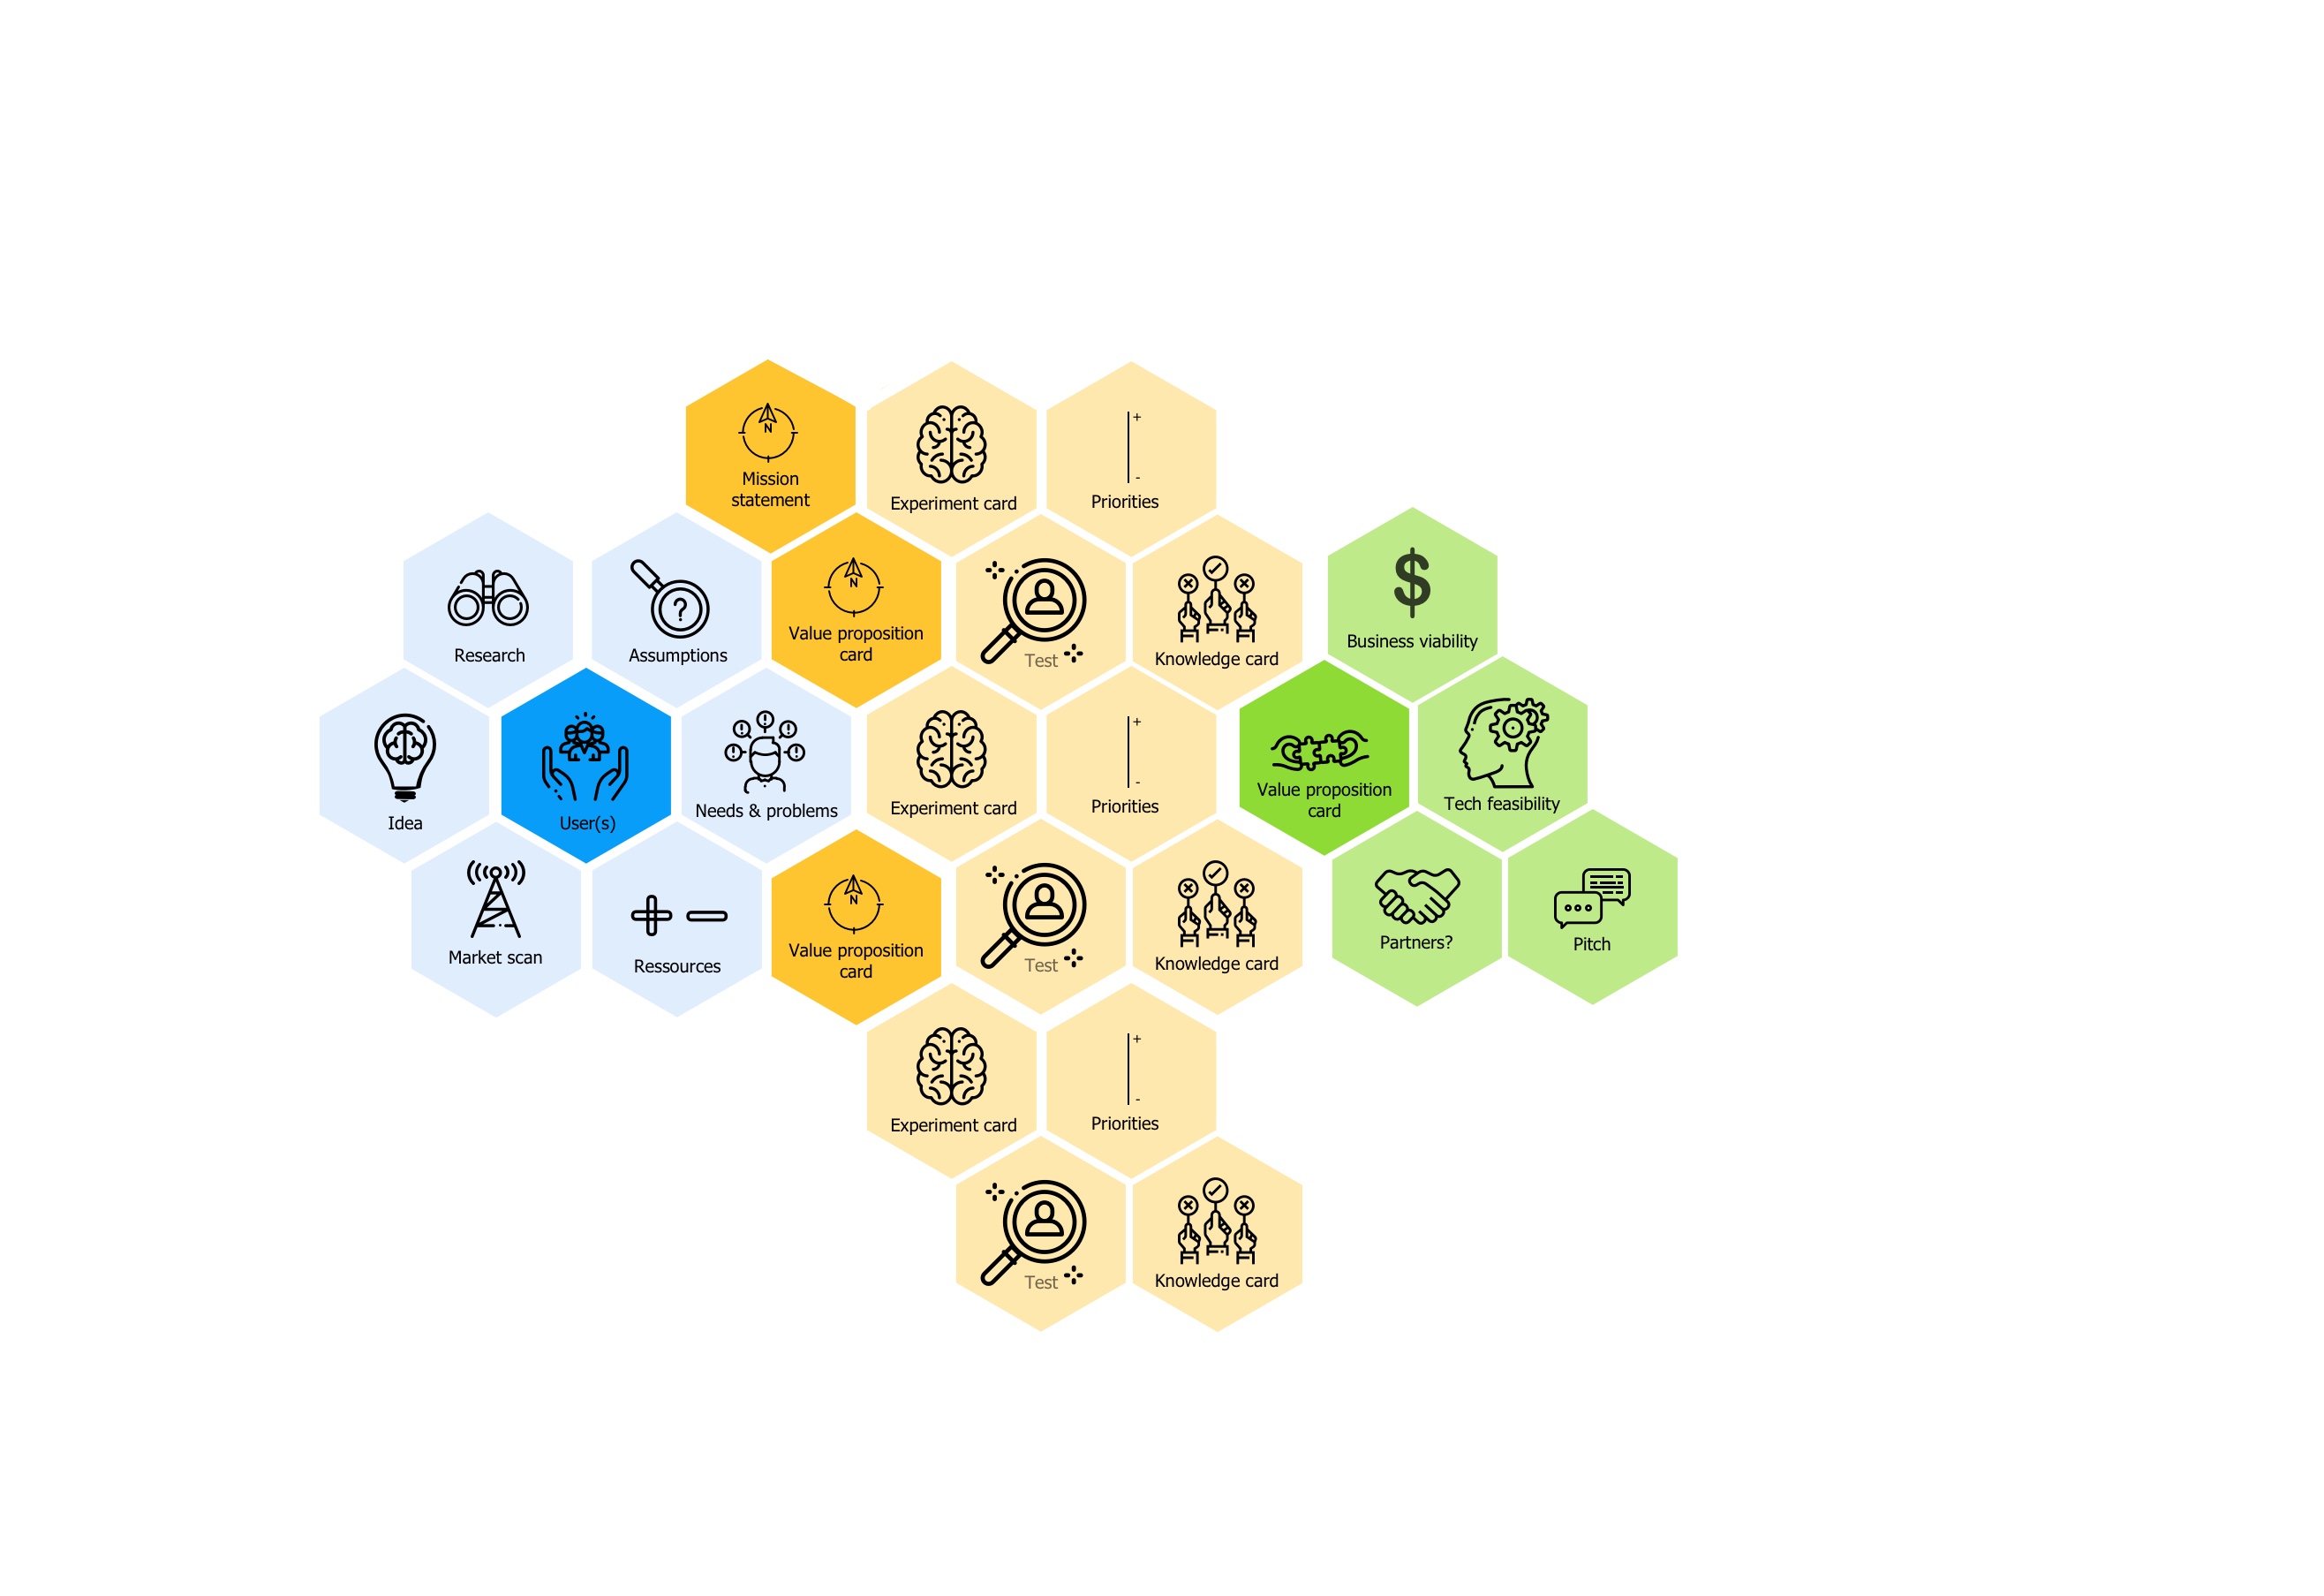 N
Mission
statement
Experiment card
+
-
Priorities
Research
?
Assumptions
N
Value proposition
card
Test
Knowledge card
$
Business viability
Idea
User(s)
Needs & problems
Experiment card
+
-
Priorities
Value proposition
card
Tech feasibility
Market scan
Ressources
N
Value proposition
card
Test
Knowledge card
Partners?
Pitch
Experiment card
+
-
Priorities
Test
Knowledge card